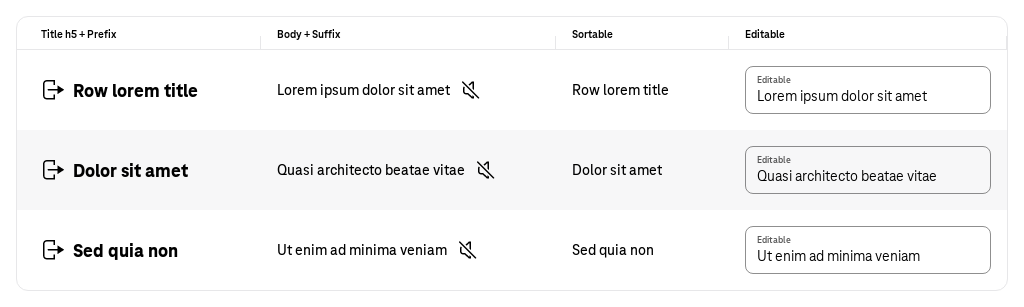 Title h5 + Prefix Body + Suffix Sortable Editable
Row lorem title Lorem ipsum dolor sit amet Row lorem title Editable
Lorem ipsum dolor sit amet
Dolor sit amet Quasi architecto beatae vitae Dolor sit amet Editable
Quasi architecto beatae vitae
Sed quia non Ut enim ad minima veniam Sed quia non Editable
Ut enim ad minima veniam